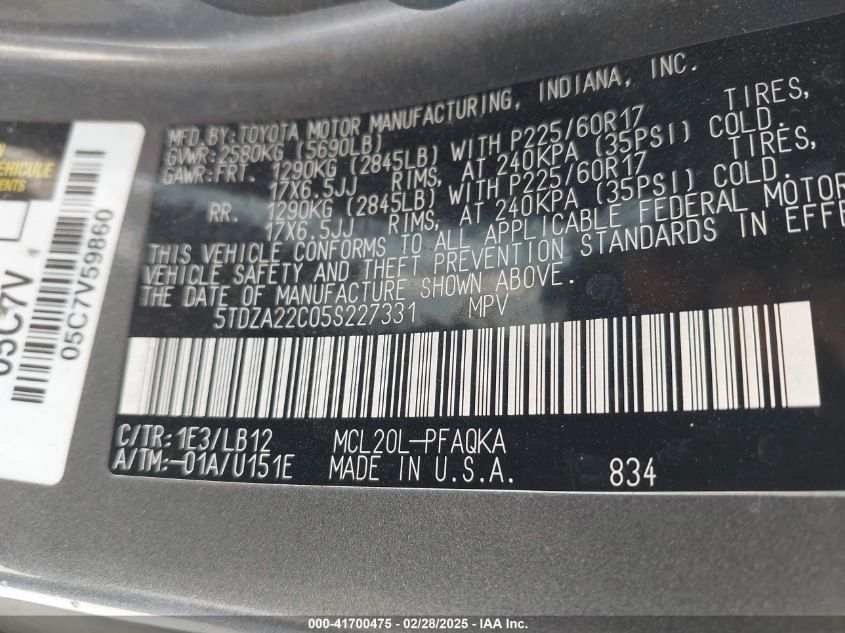 MFD.BY:TOYOTA MOTOR MANUFACTURING, INDIANA, INC.
GVWR:2580KG (5690LB)
GAWR:FRT. 1290KG (2845LB) WITH P225/60R17 TIRES,
17X6.5JJ RIMS, AT 240KPA (35PSI) COLD.
RR. 1290KG (2845LB) WITH P225/60R17 TIRES,
17X6.5JJ RIMS, AT 240KPA (35PSI) COLD.
THIS VEHICLE CONFORMS TO ALL APPLICABLE FEDERAL MOTOR
VEHICLE SAFETY AND THEFT PREVENTION STANDARDS IN EFFE
THE DATE OF MANUFACTURE SHOWN ABOVE.
5TDZA22C05S227331 MPV
C/TR:1E3/LB12 MCL20L-PFAQKA
A/TM:-01A/U151E MADE IN U.S.A. 834
VEHICULE
05C7V
05C7V59860
000-41700475 - 02/28/2025 - IAA Inc.